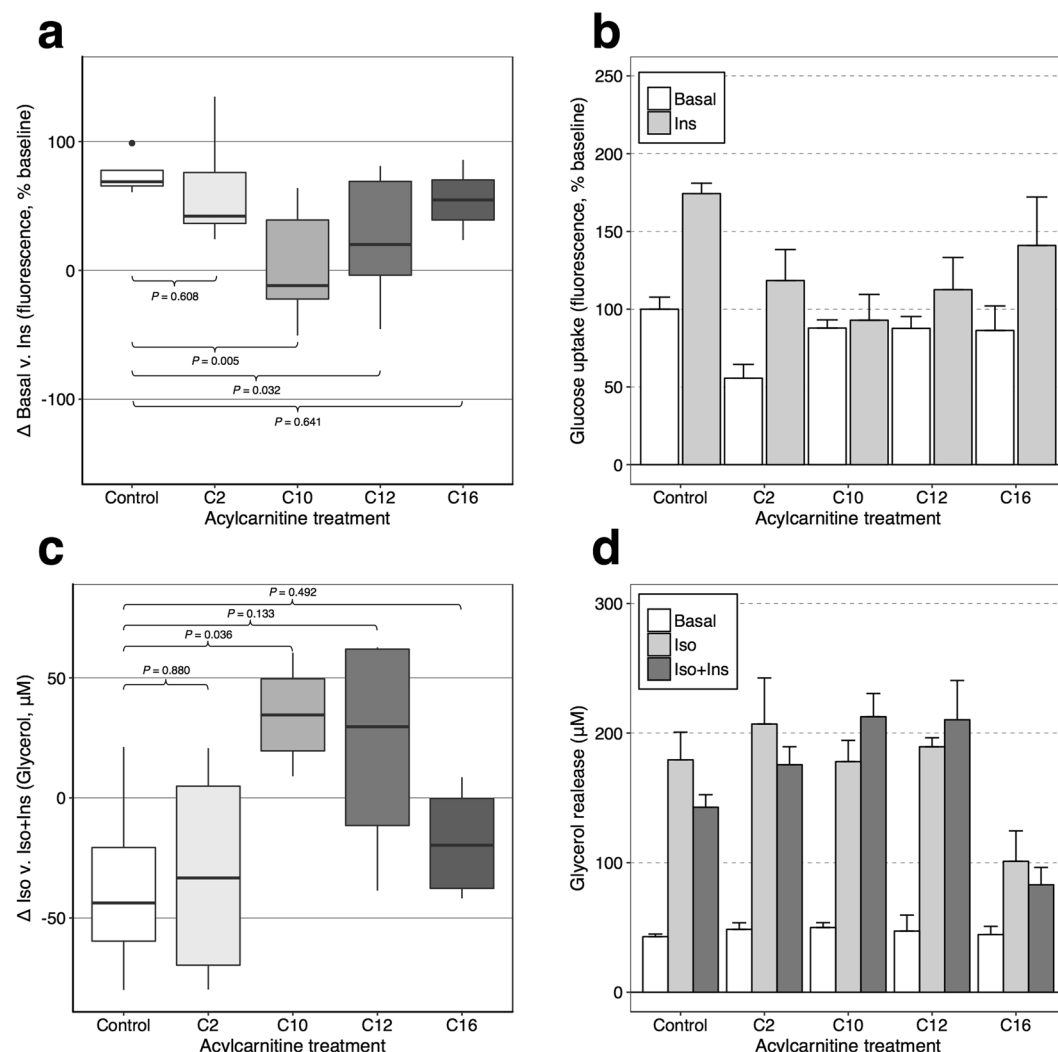 a
Δ Basal v. Ins (fluorescence, % baseline)
100
0
-100
P = 0.608
P = 0.005
P = 0.032
P = 0.641
Control
C2
C10
C12
C16
Acylcarnitine treatment
b
Glucose uptake (fluorescence, % baseline)
250
200
150
100
50
0
Basal
Ins
Control
C2
C10
C12
C16
Acylcarnitine treatment
c
Δ Iso v. Iso+Ins (Glycerol, µM)
50
0
-50
P = 0.492
P = 0.133
P = 0.036
P = 0.880
Control
C2
C10
C12
C16
Acylcarnitine treatment
d
Glycerol realease (µM)
300
200
100
0
Basal
Iso
Iso+Ins
Control
C2
C10
C12
C16
Acylcarnitine treatment